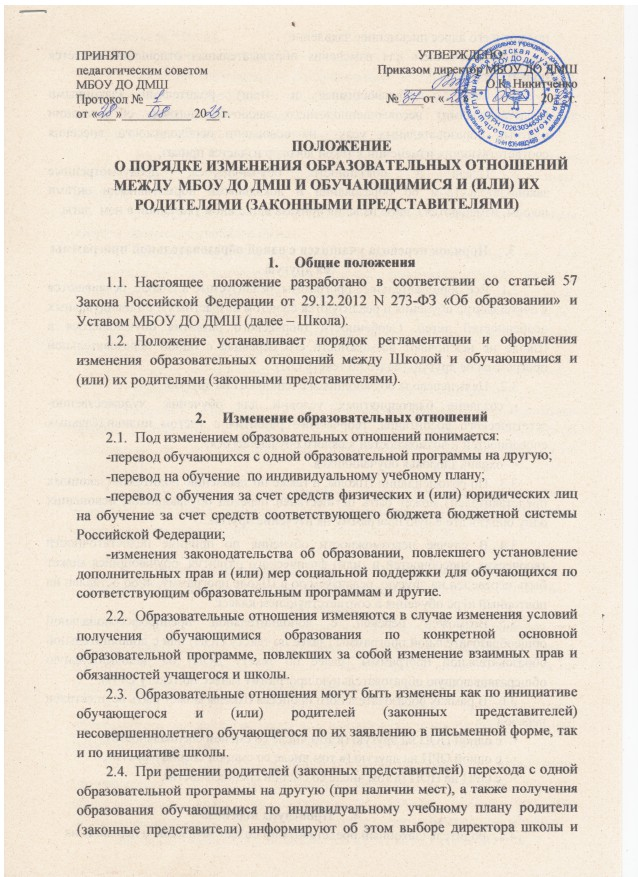 ПРИНЯТО
педагогическим советом
МБОУ ДО ДМШ
Протокол № 1
от «28» 08 20 г.
УТВЕРЖДЕНО
Приказом директор МБОУ ДО ДМШ
О.К. Никитченко
№ 37 от « 20 г.
ОГРН 1026303463064
ПОЛОЖЕНИЕ
О ПОРЯДКЕ ИЗМЕНЕНИЯ ОБРАЗОВАТЕЛЬНЫХ ОТНОШЕНИЙ
МЕЖДУ МБОУ ДО ДМШ И ОБУЧАЮЩИМИСЯ И (ИЛИ) ИХ
РОДИТЕЛЯМИ (ЗАКОННЫМИ ПРЕДСТАВИТЕЛЯМИ)
1. Общие положения
1.1. Настоящее положение разработано в соответствии со статьей 57
Закона Российской Федерации от 29.12.2012 N 273-ФЗ «Об образовании» и
Уставом МБОУ ДО ДМШ (далее – Школа).
1.2. Положение устанавливает порядок регламентации и оформления
изменения образовательных отношений между Школой и обучающимися и
(или) их родителями (законными представителями).
2. Изменение образовательных отношений
2.1. Под изменением образовательных отношений понимается:
-перевод обучающихся с одной образовательной программы на другую;
-перевод на обучение по индивидуальному учебному плану;
-перевод с обучения за счет средств физических и (или) юридических лиц
на обучение за счет средств соответствующего бюджета бюджетной системы
Российской Федерации;
-изменения законодательства об образовании, повлекшего установление
дополнительных прав и (или) мер социальной поддержки для обучающихся по
соответствующим образовательным программам и другие.
2.2. Образовательные отношения изменяются в случае изменения условий
получения обучающимися образования по конкретной основной
образовательной программе, повлекших за собой изменение взаимных прав и
обязанностей учащегося и школы.
2.3. Образовательные отношения могут быть изменены как по инициативе
обучающегося и (или) родителей (законных представителей)
несовершеннолетнего обучающегося по их заявлению в письменной форме, так
и по инициативе школы.
2.4. При решении родителей (законных представителей) перехода с одной
образовательной программы на другую (при наличии мест), а также получения
образования обучающимися по индивидуальному учебному плану родители
(законные представители) информируют об этом выборе директора школы и